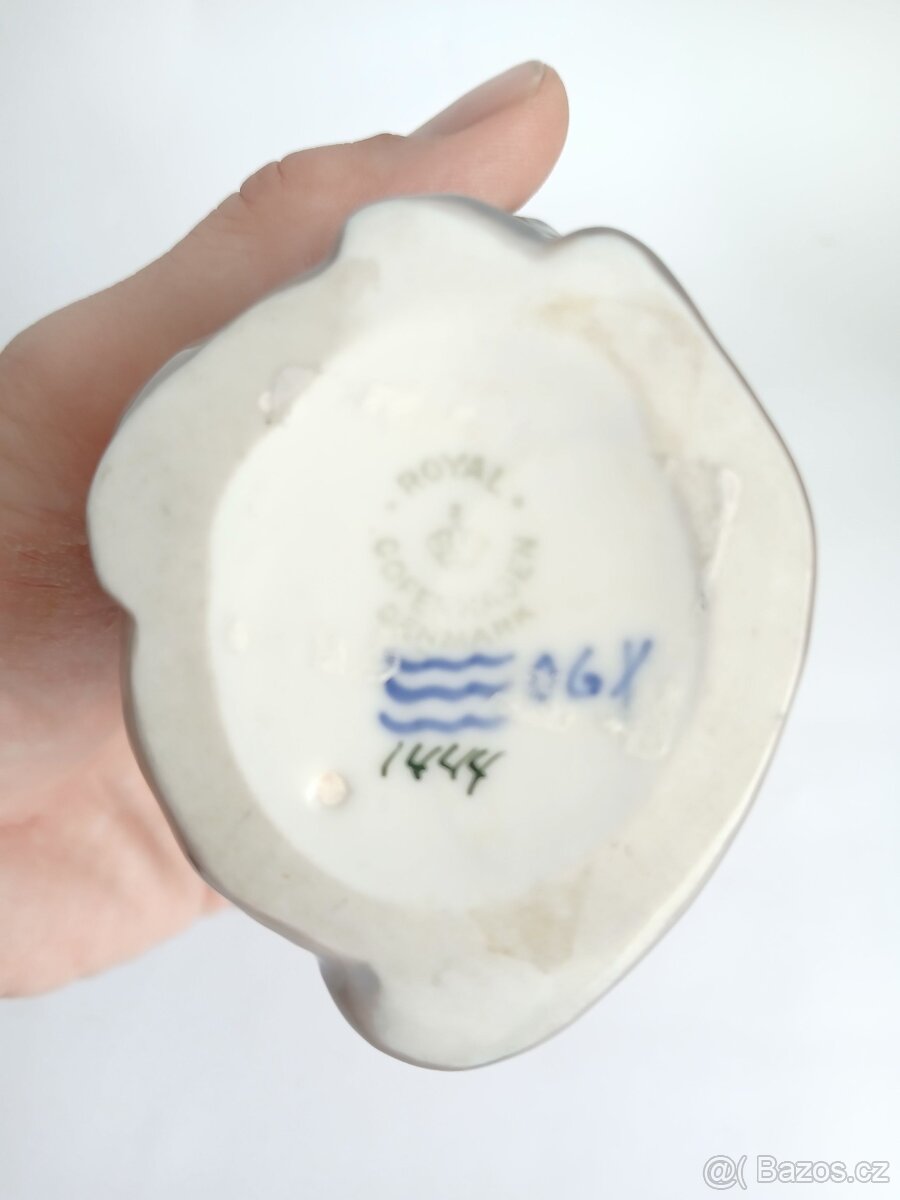 ROYAL
COPENHAGEN
DENMARK
06X
1444
@( Bazos.cz